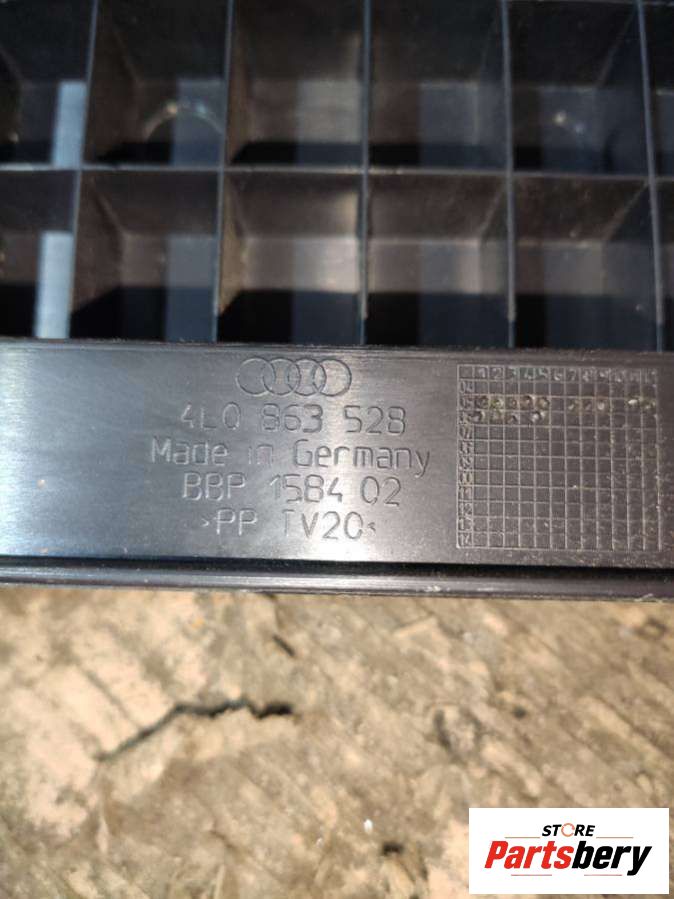 4L0 863 528
Made in Germany
BBP 1584 02
>PP TV20<
STORE
Partsbery